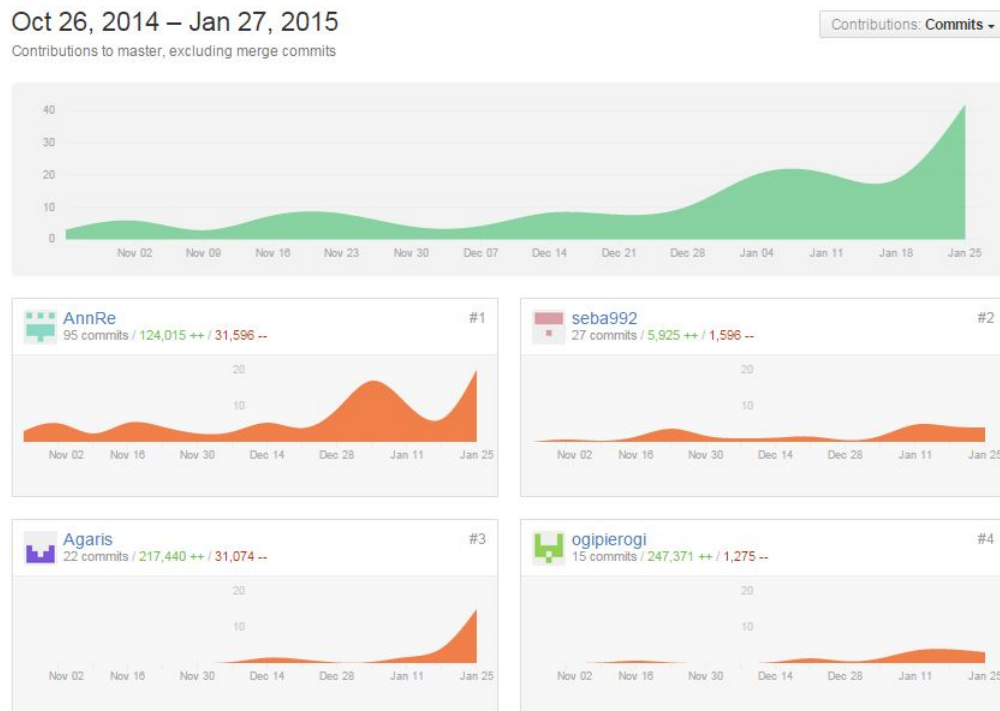 Oct 26, 2014 – Jan 27, 2015
Contributions: Commits
Contributions to master, excluding merge commits
40
30
20
10
0
Nov 02 Nov 09 Nov 16 Nov 23 Nov 30 Dec 07 Dec 14 Dec 21 Dec 28 Jan 04 Jan 11 Jan 18 Jan 25
AnnRe #1
95 commits / 124,015 ++ / 31,596 --
20
10
Nov 02 Nov 16 Nov 30 Dec 14 Dec 28 Jan 11 Jan 25
seba992 #2
27 commits / 5,925 ++ / 1,596 --
20
10
Nov 02 Nov 16 Nov 30 Dec 14 Dec 28 Jan 11 Jan 25
Agaris #3
22 commits / 217,440 ++ / 31,074 --
20
10
Nov 02 Nov 16 Nov 30 Dec 14 Dec 28 Jan 11 Jan 25
ogipierogi #4
15 commits / 247,371 ++ / 1,275 --
20
10
Nov 02 Nov 16 Nov 30 Dec 14 Dec 28 Jan 11 Jan 25